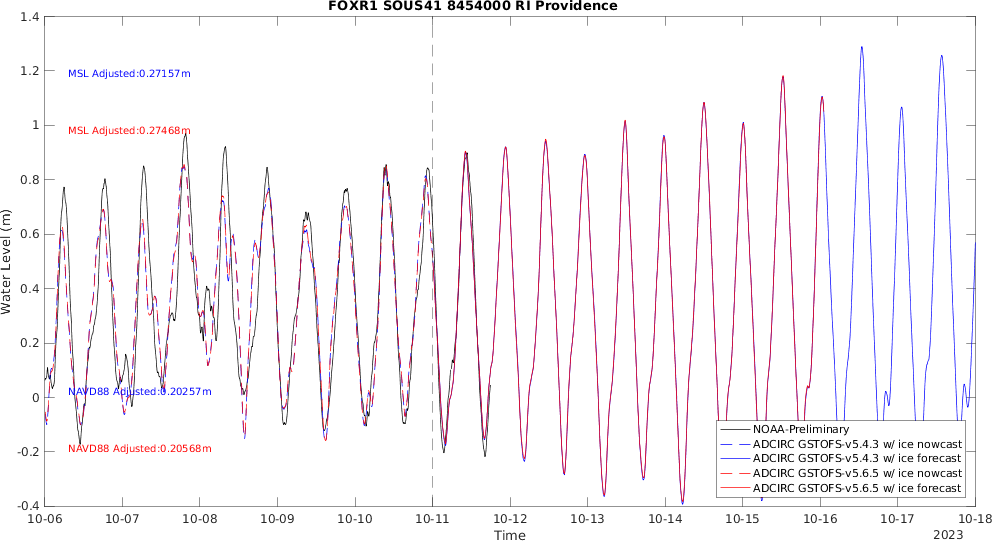 FOXR1 SOUS41 8454000 RI Providence
1.4
1.2
1
0.8
0.6
0.4
0.2
0
-0.2
-0.4
Water Level (m)
MSL Adjusted:0.27157m
MSL Adjusted:0.27468m
NAVD88 Adjusted:0.20257m
NAVD88 Adjusted:0.20568m
NOAA-Preliminary
ADCIRC GSTOFS-v5.4.3 w/ ice nowcast
ADCIRC GSTOFS-v5.4.3 w/ ice forecast
ADCIRC GSTOFS-v5.6.5 w/ ice nowcast
ADCIRC GSTOFS-v5.6.5 w/ ice forecast
10-06 10-07 10-08 10-09 10-10 10-11 10-12 10-13 10-14 10-15 10-16 10-17 10-18
Time
2023